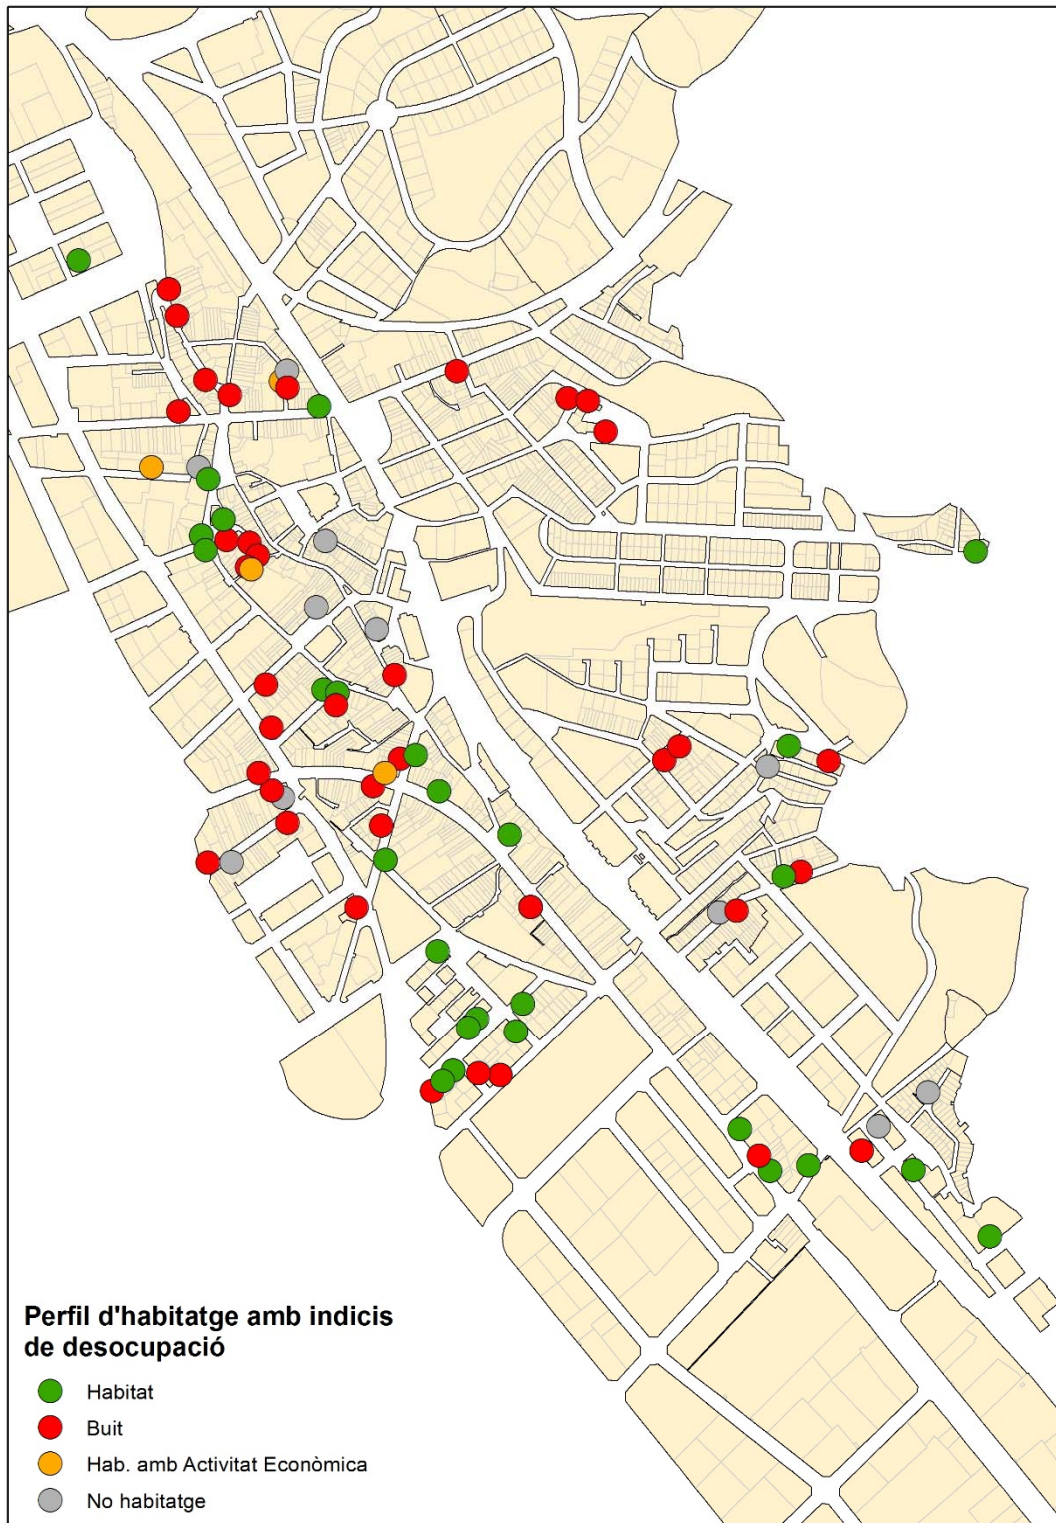 Perfil d'habitatge amb indicis
de desocupació
Habitat
Buit
Hab. amb Activitat Econòmica
No habitatge